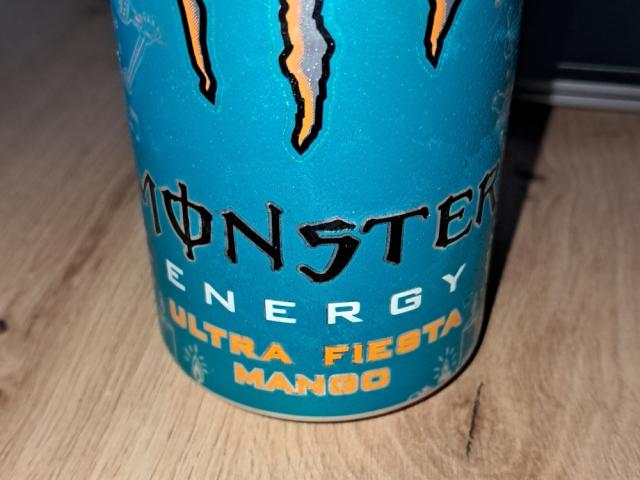 MONSTER
ENERGY
ULTRA FIESTA
MANGO